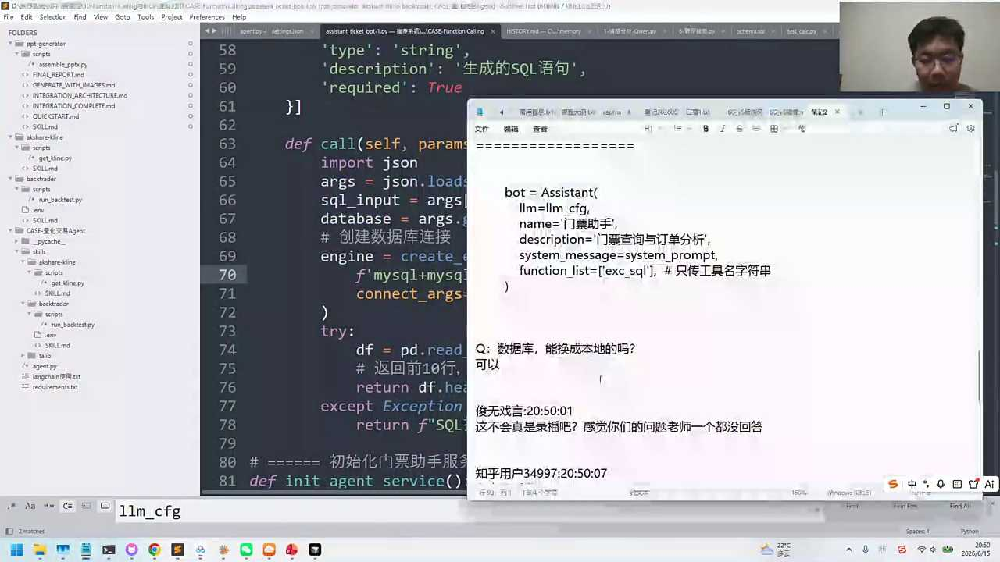 File Edit Selection Find View Goto Tools Project Preferences Help
FOLDERS
ppt-generator
scripts
assemble_pptx.py
FINAL_REPORT.md
GENERATE_WITH_IMAGES.md
INTEGRATION_ARCHITECTURE.md
INTEGRATION_COMPLETE.md
QUICKSTART.md
SKILL.md
akshare-kline
scripts
get_kline.py
SKILL.md
backtrader
scripts
run_backtest.py
.env
SKILL.md
CASE-量化交易Agent
__pycache__
skills
akshare-kline
scripts
get_kline.py
SKILL.md
backtrader
scripts
run_backtest.py
.env
SKILL.md
talib
agent.py
langchain使用.txt
requirements.txt
agent.py settings.json assistant_ticket_bot-1.py — 推荐系统\...\CASE-Function Calling HISTORY.md — C:\...\memory 1-情感分析-Qwen.py schema.sql test_calc.py
58 'type': 'string',
59 'description': '生成的SQL语句',
60 'required': True
61 }]
62
63 def call(self, params
64 import json
65 args = json.loads
66 sql_input = args[
67 database = args.g
68 # 创建数据库连接
69 engine = create_e
70 f'mysql+mysql
71 connect_args=
72 )
73 try:
74 df = pd.read_
75 # 返回前10行,
76 return df.hea
77 except Exception
78 return f"SQL
79
80 # ====== 初始化门票助手服务
81 def init_agent_service():
文件 编辑 查看
H1 B I S
==================
bot = Assistant(
llm=llm_cfg,
name='门票助手',
description='门票查询与订单分析',
system_message=system_prompt,
function_list=['exc_sql'], # 只传工具名字符串
)
Q：数据库，能换成本地的吗？
可以
俊无戏言:20:50:01
这不会真是录播吧？感觉你们的问题老师一个都没回答
知乎用户34997:20:50:07
纯文本 160% Windows (CRLF)
中
llm_cfg
Find Find All
2 matches
Spaces: 4 Python
22°C
多云
20:50
2026/6/15